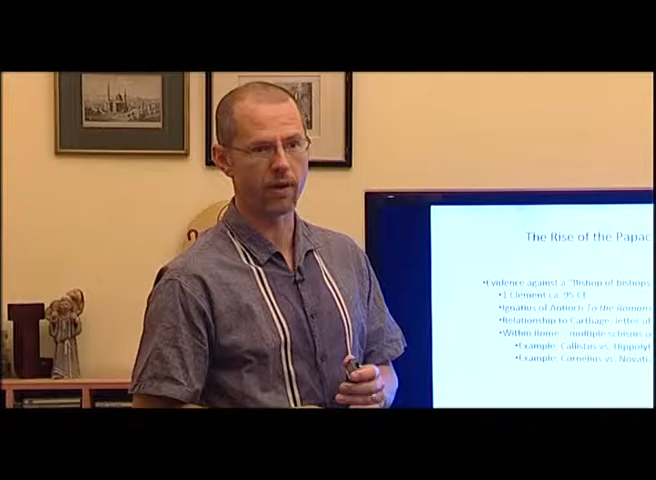 The Rise of the Papac
•Evidence against a "Bishop of bishops
•1 Clement ca. 95 CE
•Ignatius of Antioch To the Romans
•Relationship to Carthage; letter of
•Within Rome – multiple schisms o
•Example: Callistus vs. Hippolyt
•Example: Cornelius vs. Novati